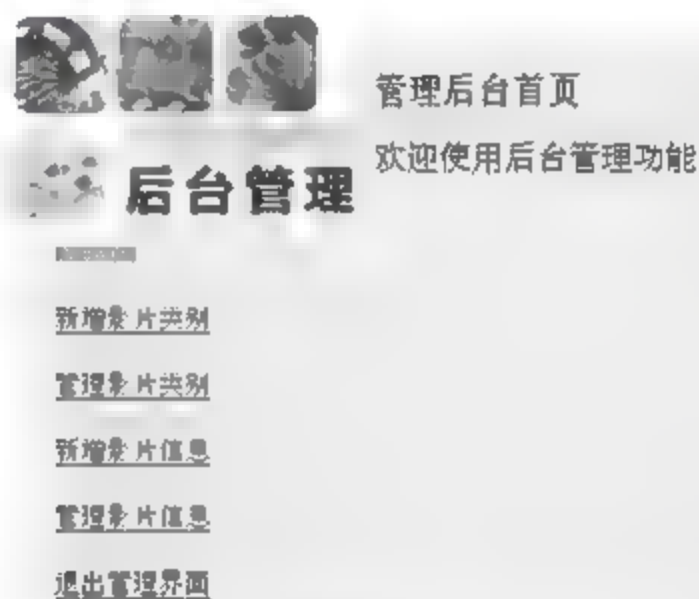 管理后台首页
欢迎使用后台管理功能
后台管理
新增影片类别
管理影片类别
新增影片信息
管理影片信息
退出管理界面